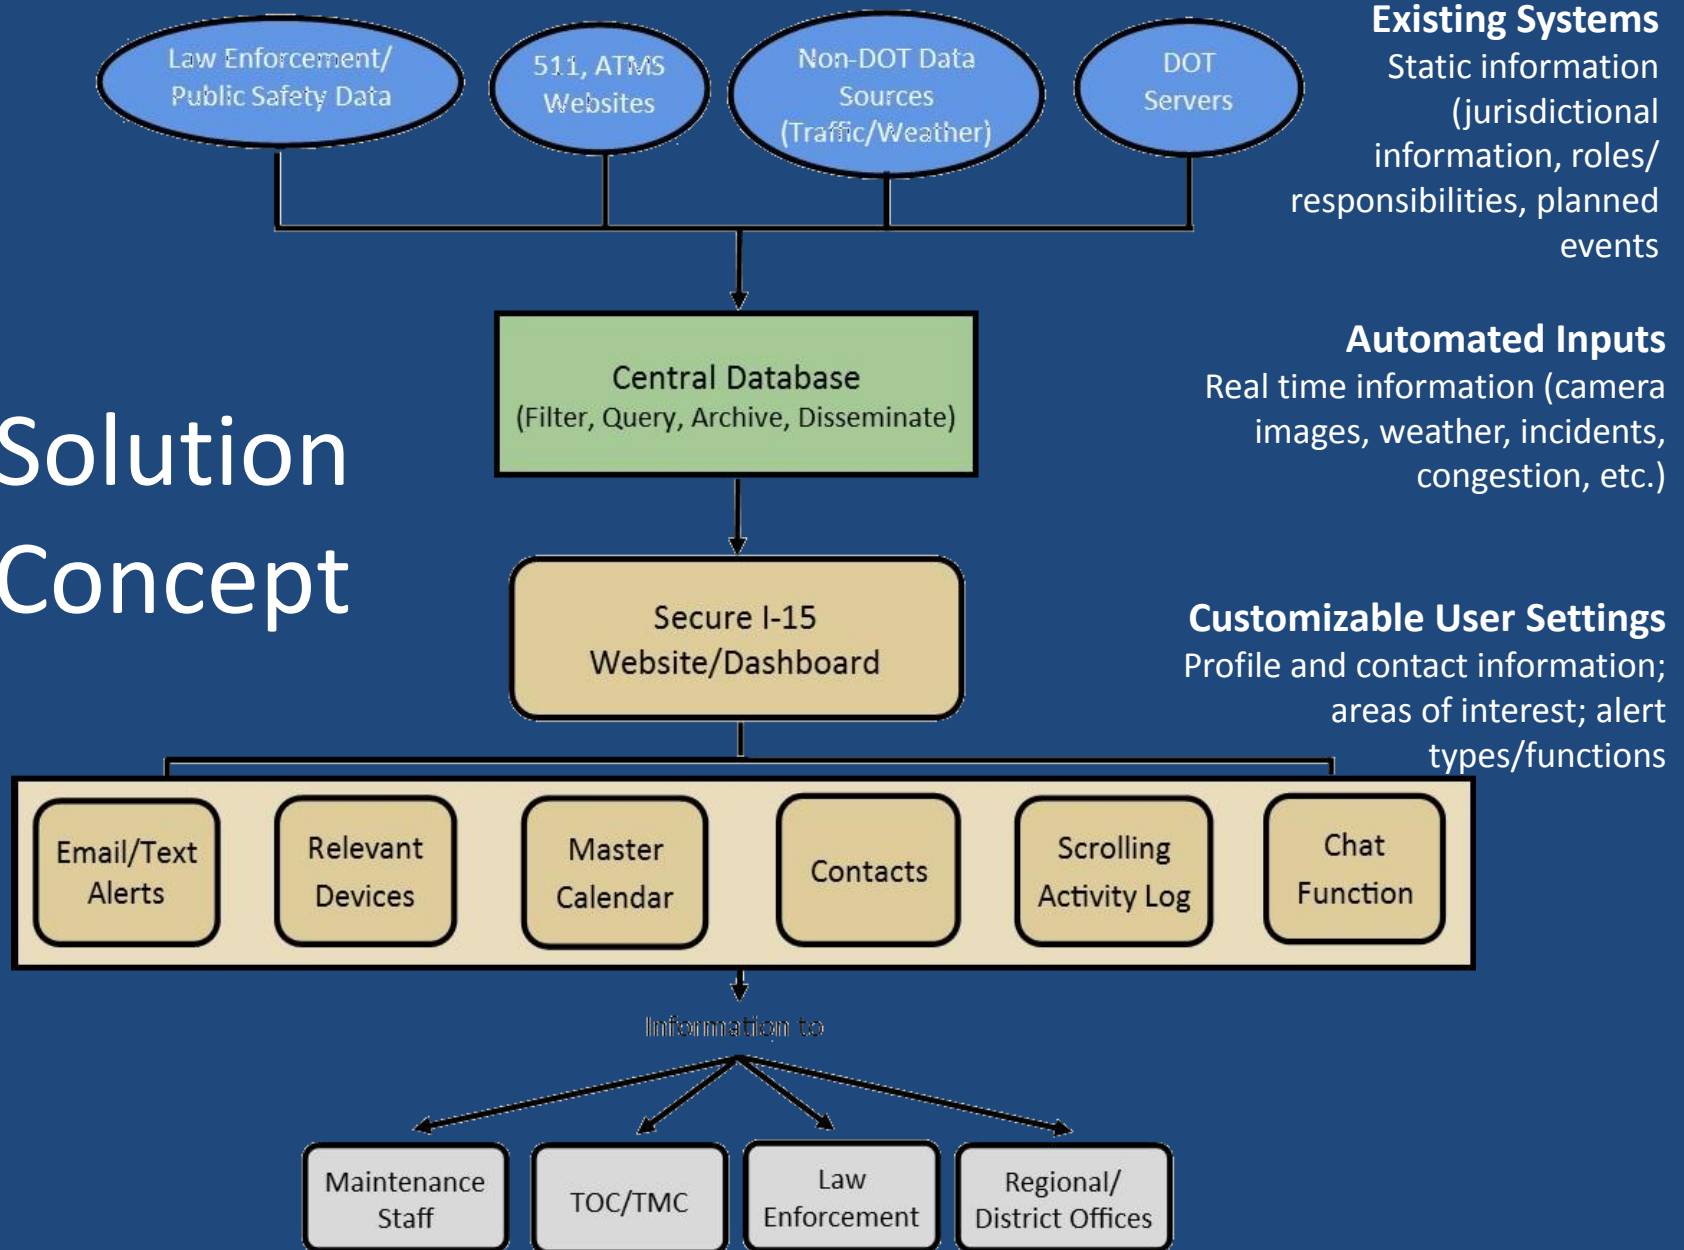 Law Enforcement/
Public Safety Data
511, ATMS
Websites
Non-DOT Data
Sources
(Traffic/Weather)
DOT
Servers
Existing Systems
Static information
(jurisdictional
information, roles/
responsibilities, planned
events
Central Database
(Filter, Query, Archive, Disseminate)
Automated Inputs
Real time information (camera
images, weather, incidents,
congestion, etc.)
Solution
Concept
Secure I-15
Website/Dashboard
Customizable User Settings
Profile and contact information;
areas of interest; alert
types/functions
Email/Text
Alerts
Relevant
Devices
Master
Calendar
Contacts
Scrolling
Activity Log
Chat
Function
Information to
Maintenance
Staff
TOC/TMC
Law
Enforcement
Regional/
District Offices